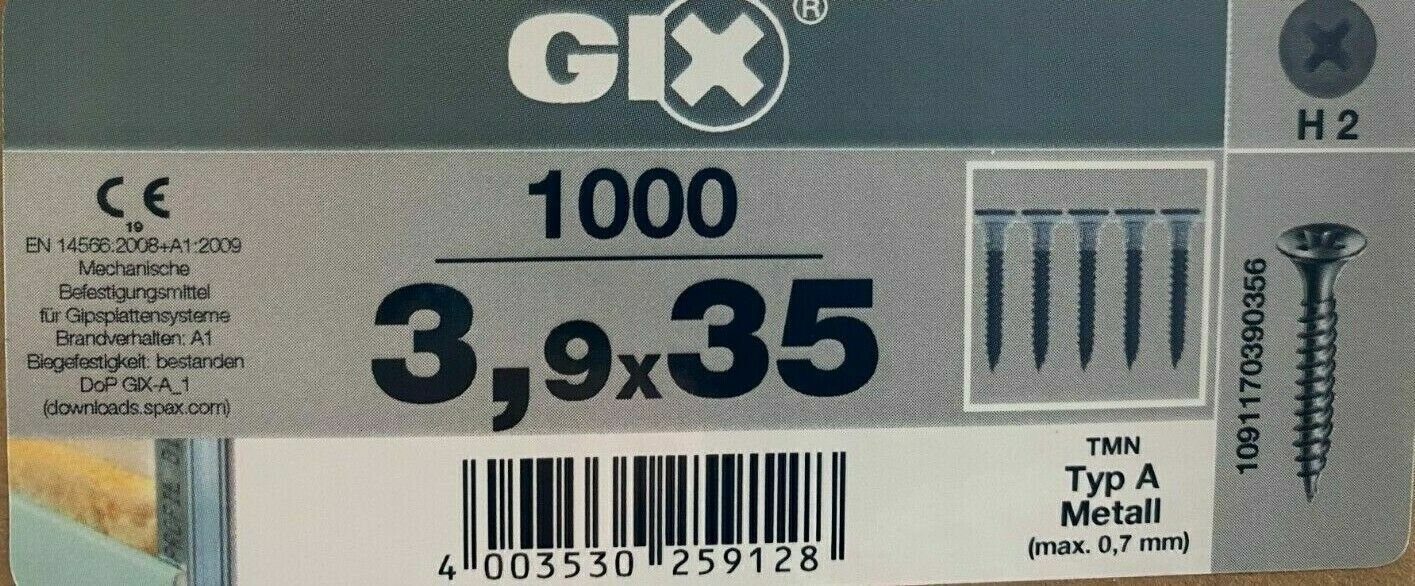 GIX®
H 2
CE
19
EN 14566:2008+A1:2009
Mechanische
Befestigungsmittel
für Gipsplattensysteme
Brandverhalten: A1
Biegefestigkeit: bestanden
DoP GIX-A_1
(downloads.spax.com)
1000
3,9x35
1091170390356
TMN
Typ A
Metall
(max. 0,7 mm)
4 003530 259128